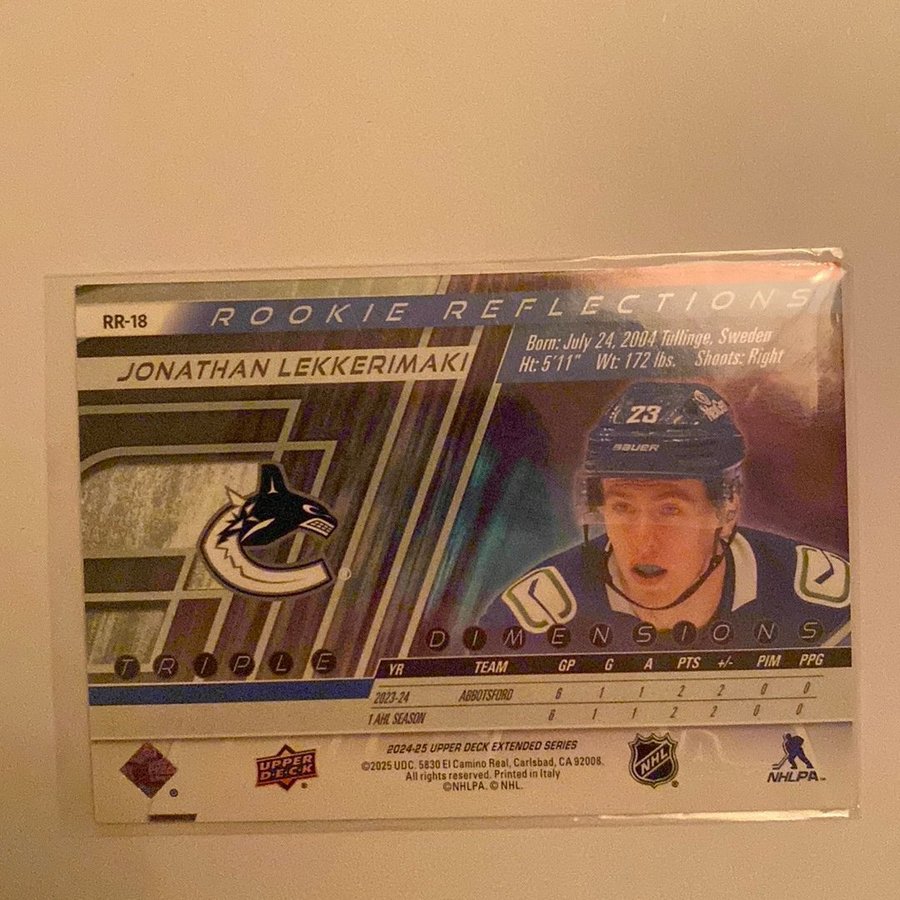 RR-18
ROOKIE REFLECTIONS
JONATHAN LEKKERIMAKI
Born: July 24, 2004 Tullinge, Sweden
Ht: 5'11" Wt: 172 lbs. Shoots: Right
23
BAUER
TRIPLE DIMENSIONS
YR TEAM GP G A PTS +/- PIM PPG
2023-24 ABBOTSFORD 6 1 1 2 2 0 0
1 AHL SEASON 6 1 1 2 2 0 0
2024-25 UPPER DECK EXTENDED SERIES
©2025 UDC. 5830 El Camino Real, Carlsbad, CA 92008.
All rights reserved. Printed in Italy
©NHLPA. © NHL.
UPPER DECK
NHL
NHLPA